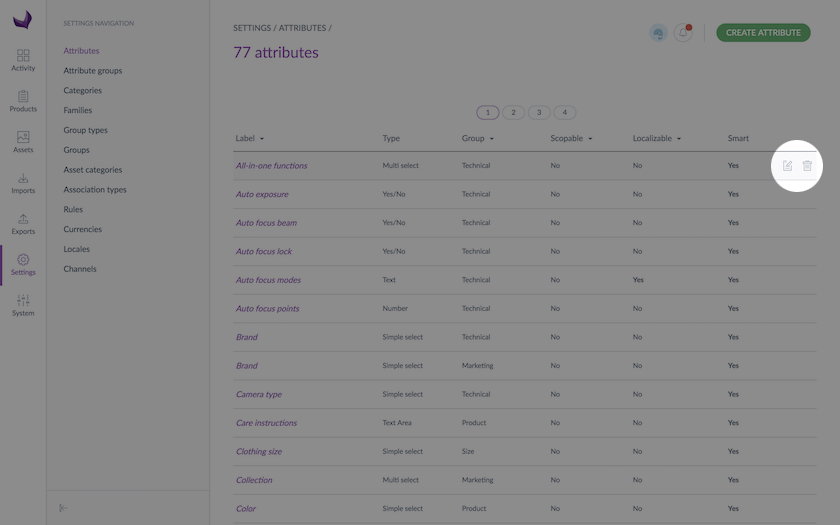 SETTINGS NAVIGATION
Attributes
Attribute groups
Categories
Families
Group types
Groups
Asset categories
Association types
Rules
Currencies
Locales
Channels
Activity
Products
Assets
Imports
Exports
Settings
System
SETTINGS / ATTRIBUTES /
77 attributes
CREATE ATTRIBUTE
1 2 3 4
Label Type Group Scopable Localizable Smart
All-in-one functions Multi select Technical No No Yes
Auto exposure Yes/No Technical No No Yes
Auto focus beam Yes/No Technical No No Yes
Auto focus lock Yes/No Technical No No Yes
Auto focus modes Text Technical No Yes Yes
Auto focus points Number Technical No No Yes
Brand Simple select Technical No No Yes
Brand Simple select Marketing No No Yes
Camera type Simple select Technical No No Yes
Care instructions Text Area Product No No Yes
Clothing size Simple select Size No No Yes
Collection Multi select Marketing No No Yes
Color Simple select Product No No Yes